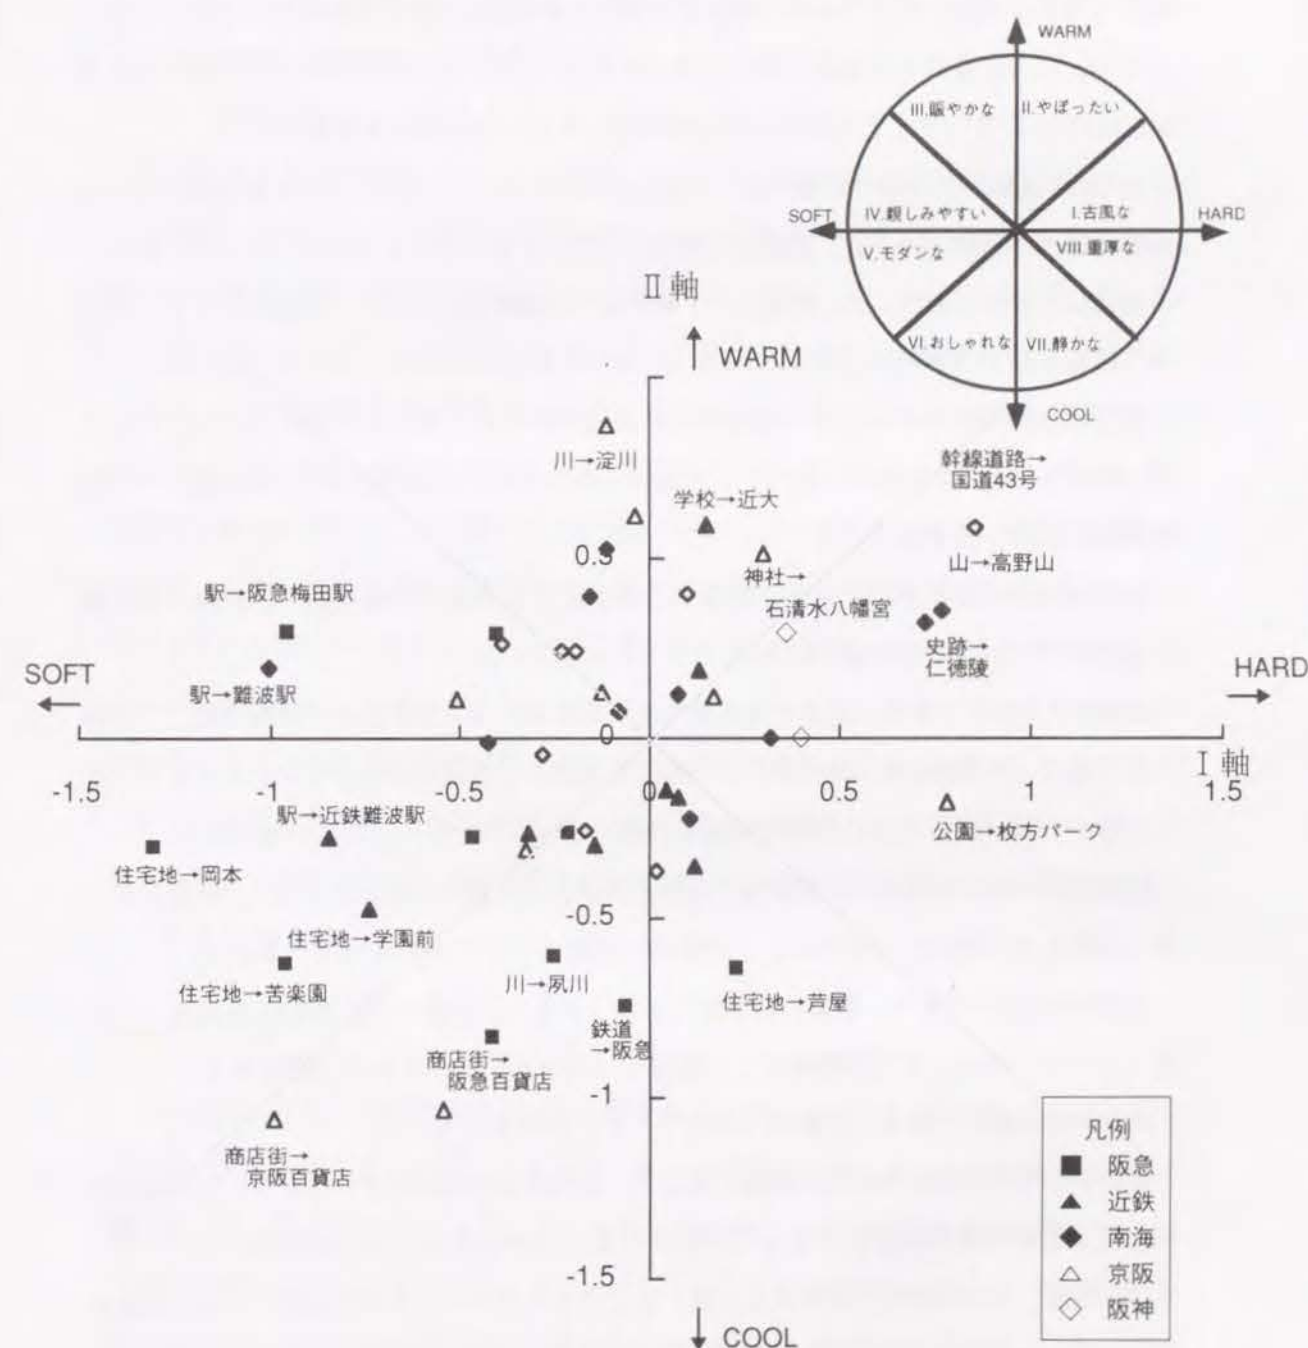 WARM
III.賑やかな
II.やぼったい
SOFT
IV.親しみやすい
I.古風な
HARD
V.モダンな
VIII.重厚な
VI.おしゃれな
VII.静かな
COOL
II 軸
WARM
川→淀川
幹線道路→
国道43号
学校→近大
0.5
山→高野山
神社→
石清水八幡宮
駅→阪急梅田駅
史跡→
仁徳陵
SOFT
HARD
駅→難波駅
0
I 軸
-1.5
-1
-0.5
0
0.5
1
1.5
駅→近鉄難波駅
公園→枚方パーク
住宅地→岡本
-0.5
住宅地→学園前
住宅地→苦楽園
川→夙川
住宅地→芦屋
鉄道
→阪急
商店街→
阪急百貨店
-1
商店街→
京阪百貨店
-1.5
COOL
凡例
阪急
近鉄
南海
京阪
阪神